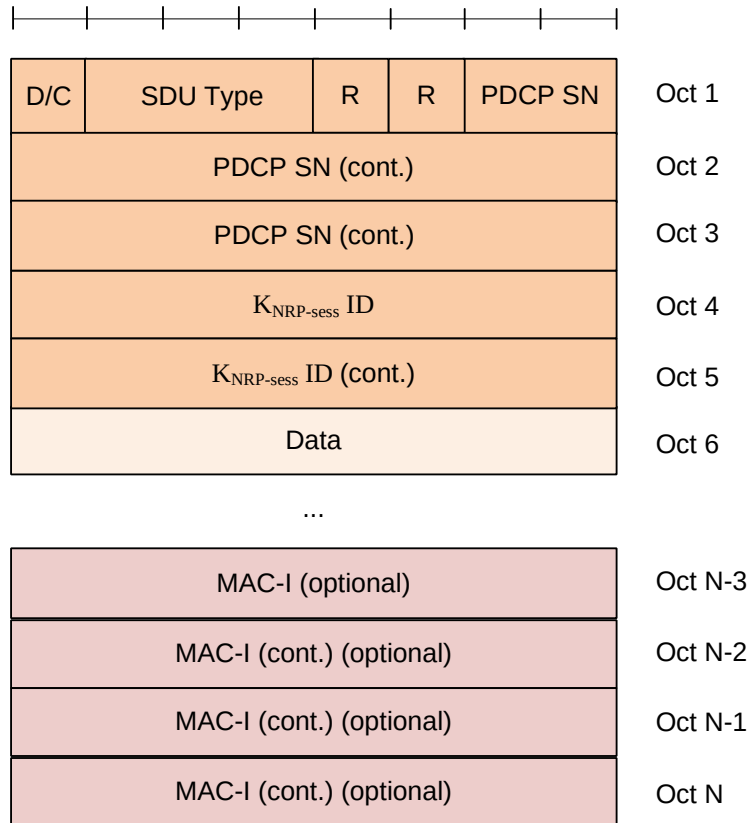 D/C SDU Type R R PDCP SN Oct 1
PDCP SN (cont.) Oct 2
PDCP SN (cont.) Oct 3
K_NRP-sess ID Oct 4
K_NRP-sess ID (cont.) Oct 5
Data Oct 6
...
MAC-I (optional) Oct N-3
MAC-I (cont.) (optional) Oct N-2
MAC-I (cont.) (optional) Oct N-1
MAC-I (cont.) (optional) Oct N